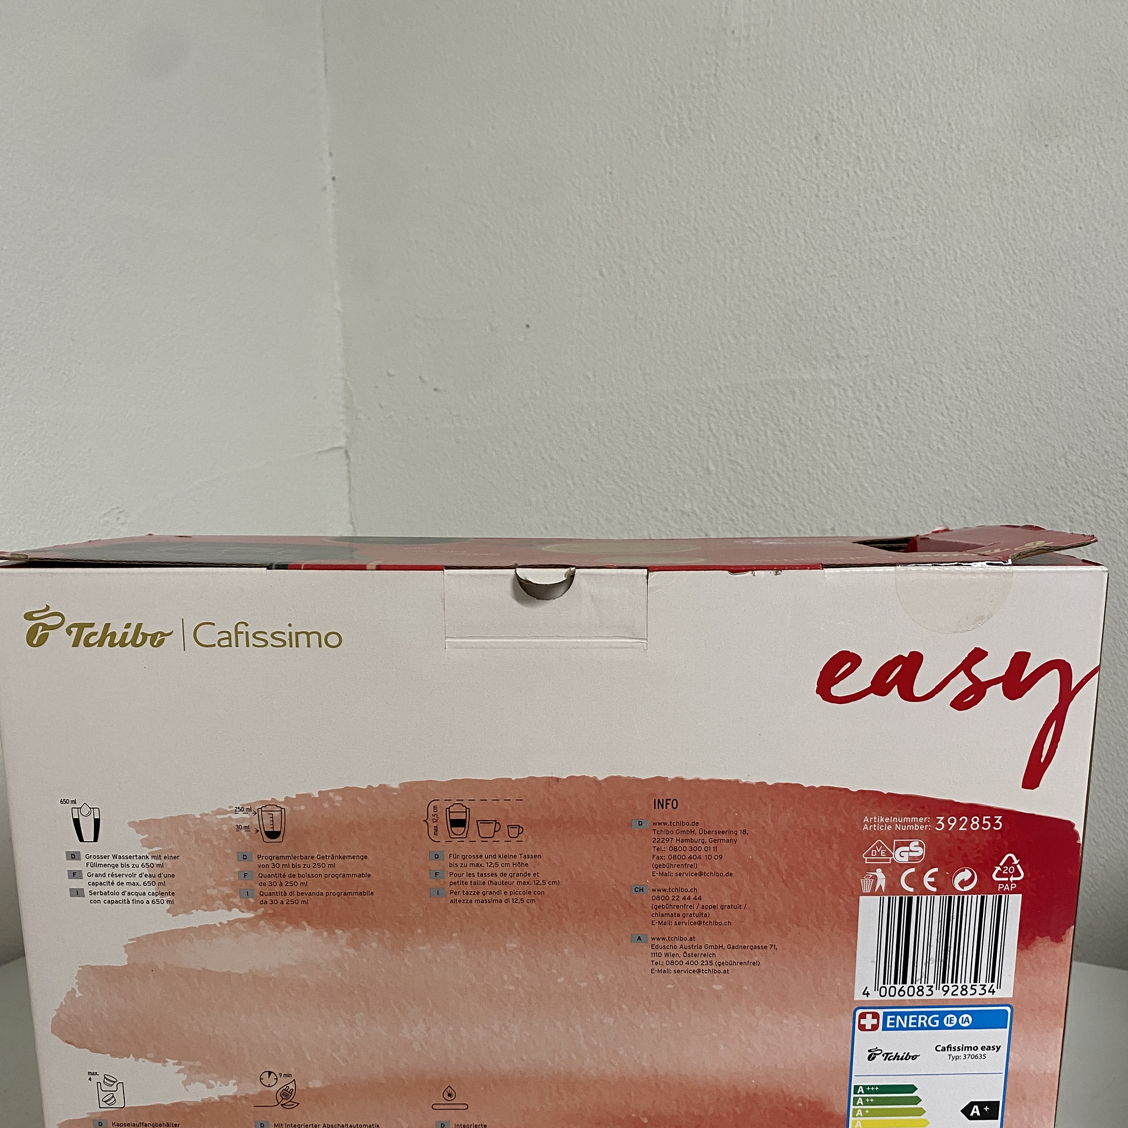 Tchibo | Cafissimo
easy
650 ml
D Grosser Wassertank mit einer
Füllmenge bis zu 650 ml
F Grand réservoir d'eau d'une
capacité de max. 650 ml
I Serbatoio d'acqua capiente
con capacità fino a 650 ml
250 ml
30 ml
D Programmierbare Getränkemenge
von 30 ml bis zu 250 ml
F Quantité de boisson programmable
de 30 à 250 ml
I Quantità di bevanda programmabile
da 30 a 250 ml
max. 12,5 cm
D Für grosse und kleine Tassen
bis zu max. 12,5 cm Höhe
F Pour les tasses de grande et
petite taille (hauteur max. 12,5 cm)
I Per tazze grandi e piccole con
altezza massima di 12,5 cm
INFO
D www.tchibo.de
Tchibo GmbH, Überseering 18,
22297 Hamburg, Germany
Tel.: 0800 300 01 11
Fax: 0800 404 10 09
(gebührenfrei)
E-Mail: service@tchibo.de
CH www.tchibo.ch
0800 22 44 44
(gebührenfrei / appel gratuit /
chiamata gratuita)
E-Mail: service@tchibo.ch
A www.tchibo.at
Eduscho Austria GmbH, Gadnergasse 71,
1110 Wien, Österreich
Tel.: 0800 400 235 (gebührenfrei)
E-Mail: service@tchibo.at
Artikelnummer:
Article Number: 392853
DVE GS
CE
20
PAP
4 006083 928534
ENERG IE IA
Tchibo
Cafissimo easy
Typ: 370635
A+++
A++
A+
A+
max.
4
D Kapselauffangbehälter
9 min
D Mit integrierter Abschaltautomatik
D Integrierte